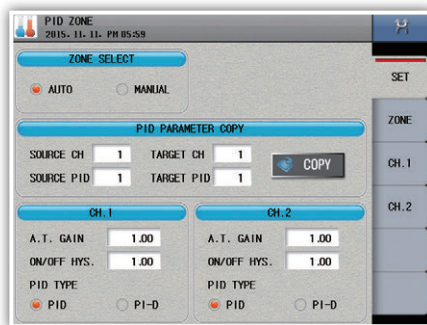 PID ZONE
2015. 11. 11. PM 05:59
ZONE SELECT
AUTO MANUAL
PID PARAMETER COPY
SOURCE CH 1 TARGET CH 1
SOURCE PID 1 TARGET PID 1
COPY
CH.1
A.T. GAIN 1.00
ON/OFF HYS. 1.00
PID TYPE
PID PI-D
CH.2
A.T. GAIN 1.00
ON/OFF HYS. 1.00
PID TYPE
PID PI-D
SET
ZONE
CH.1
CH.2